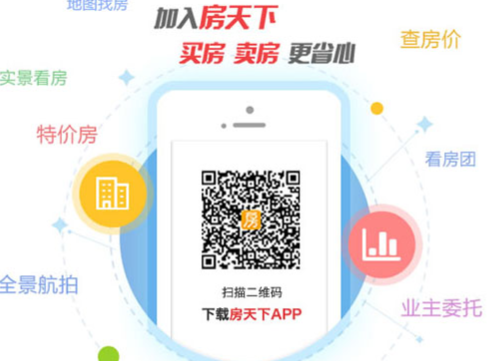 地图找房
加入房天下
买房 卖房 更省心
查房价
实景看房
特价房
看房团
房
全景航拍
扫描二维码
下载房天下APP
业主委托